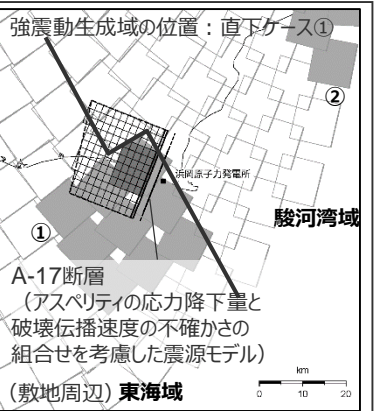 強震動生成域の位置：直下ケース①
②
浜岡原子力発電所
駿河湾域
①
A-17断層
（アスペリティの応力降下量と
破壊伝播速度の不確かさの
組合せを考慮した震源モデル）
（敷地周辺）東海域
km
0 10 20